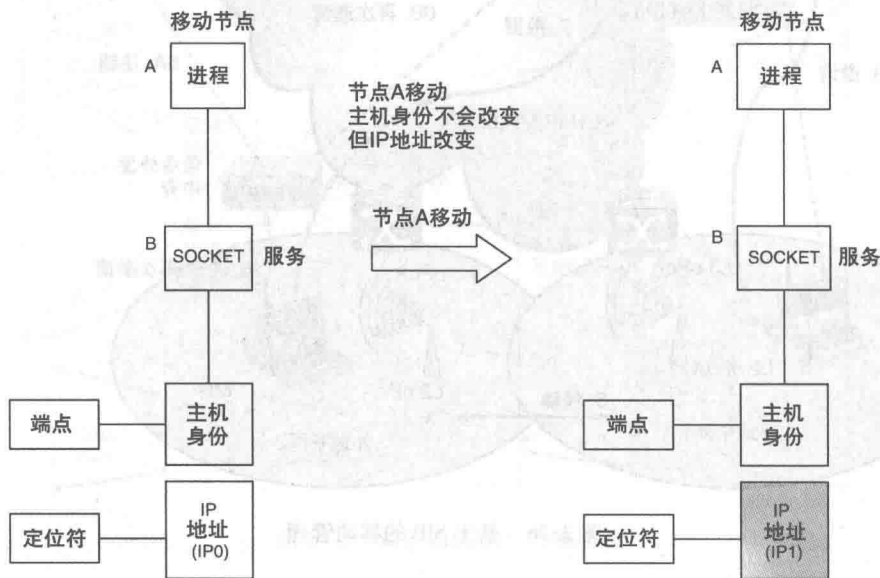 移动节点
A
进程
B
SOCKET
服务
端点
主机
身份
定位符
IP
地址
(IP0)
节点A移动
主机身份不会改变
但IP地址改变
节点A移动
移动节点
A
进程
B
SOCKET
服务
端点
主机
身份
定位符
IP
地址
(IP1)